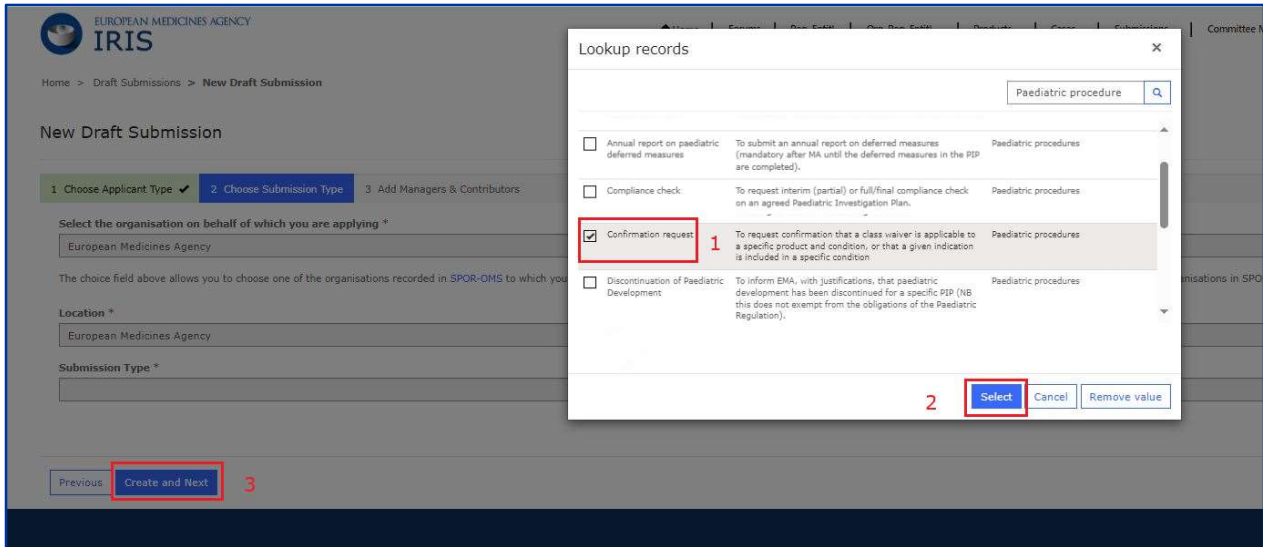 EUROPEAN MEDICINES AGENCY
IRIS
Committee M
Home > Draft Submissions > New Draft Submission
New Draft Submission
1 Choose Applicant Type ✔ 2 Choose Submission Type 3 Add Managers & Contributors
Select the organisation on behalf of which you are applying *
European Medicines Agency
The choice field above allows you to choose one of the organisations recorded in SPOR-OMS to which you
anisations in SPO
Location *
European Medicines Agency
Submission Type *
Previous
Create and Next
3
Lookup records ×
Paediatric procedure
Annual report on paediatric
deferred measures
To submit an annual report on deferred measures
(mandatory after MA until the deferred measures in the PIP
are completed).
Paediatric procedures
Compliance check
To request interim (partial) or full/final compliance check
on an agreed Paediatric Investigation Plan.
Paediatric procedures
Confirmation request
1
To request confirmation that a class waiver is applicable to
a specific product and condition, or that a given indication
is included in a specific condition
Paediatric procedures
Discontinuation of Paediatric
Development
To inform EMA, with justifications, that paediatric
development has been discontinued for a specific PIP (NB
this does not exempt from the obligations of the Paediatric
Regulation).
Paediatric procedures
2
Select
Cancel
Remove value